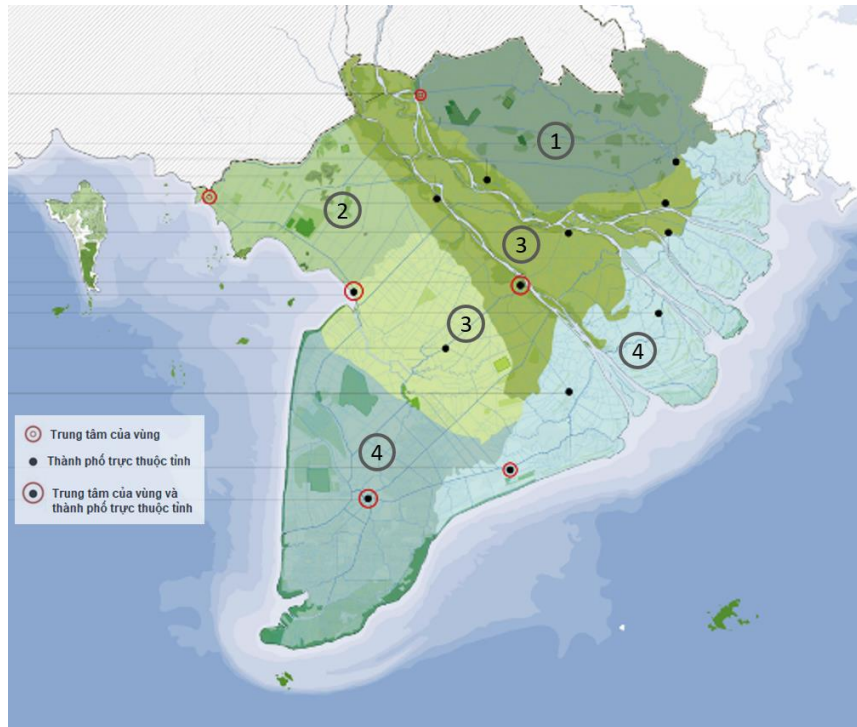 1
2
3
3
4
4
Trung tâm của vùng
Thành phố trực thuộc tỉnh
Trung tâm của vùng và
thành phố trực thuộc tỉnh